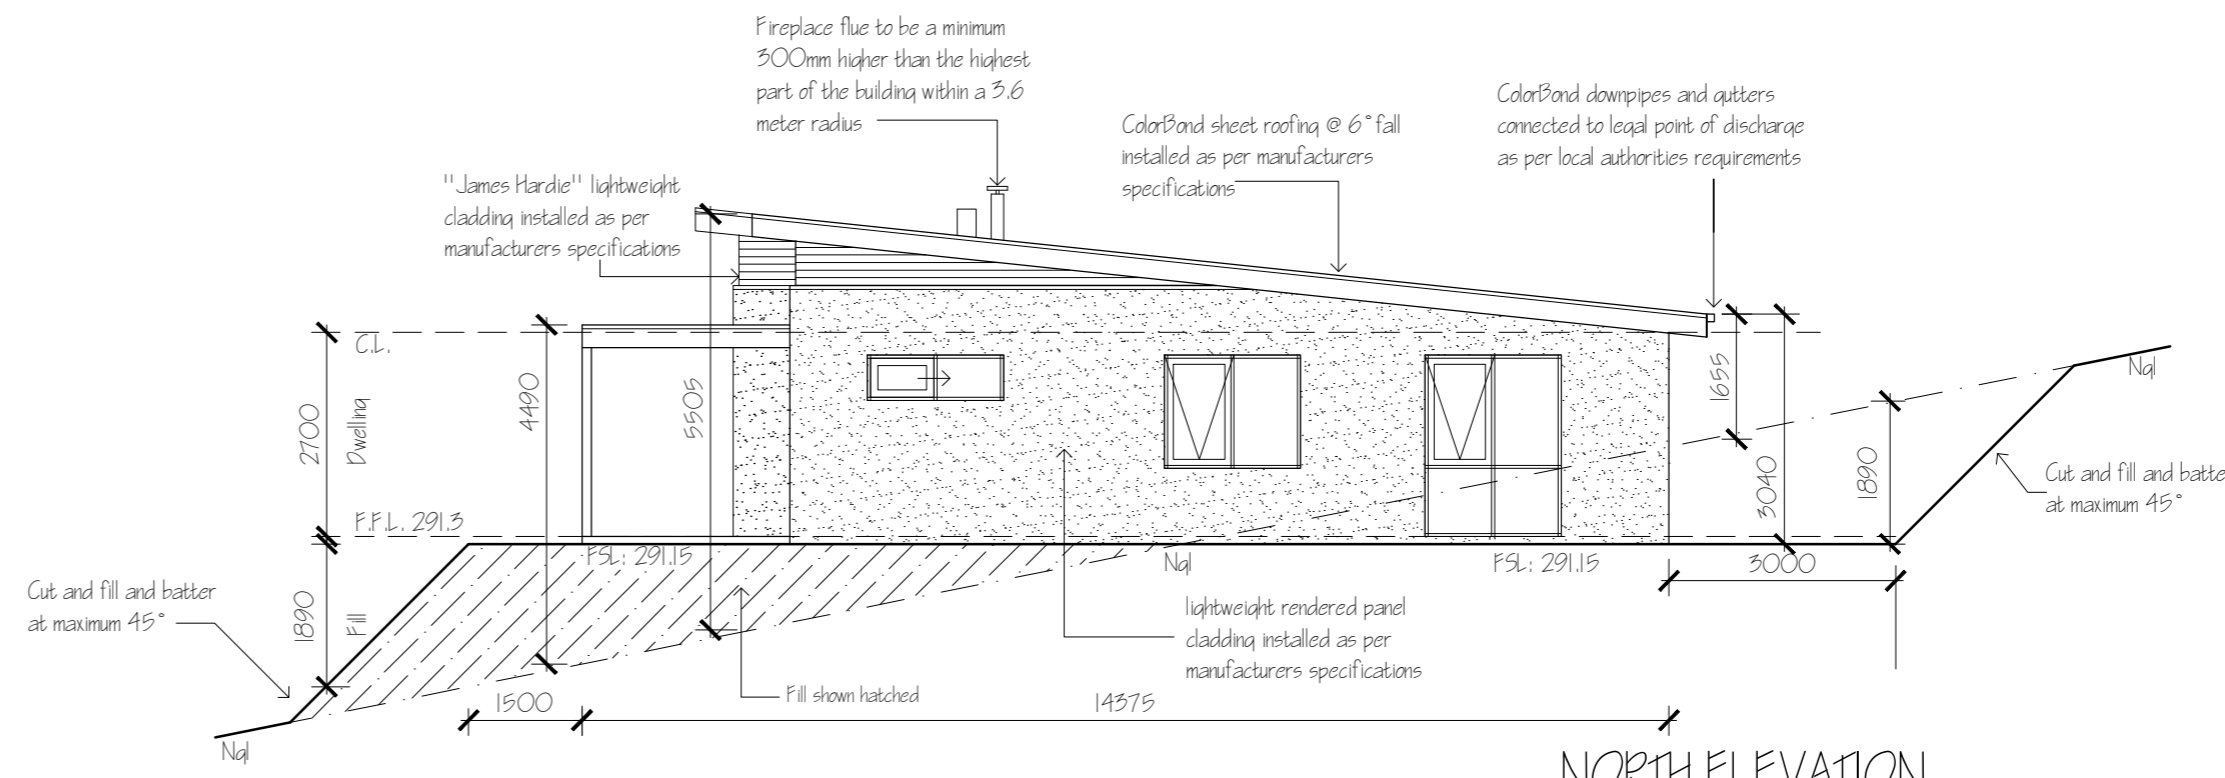 Fireplace flue to be a minimum
300mm higher than the highest
part of the building within a 3.6
meter radius
ColorBond downpipes and gutters
connected to legal point of discharge
as per local authorities requirements
ColorBond sheet roofing @ 6° fall
installed as per manufacturers
specifications
"James Hardie" lightweight
cladding installed as per
manufacturers specifications
C.L.
Ngl
2700
Dwelling
4490
5505
1655
3040
1890
Cut and fill and batte
at maximum 45°
F.F.L. 291.3
FSL: 291.15
Ngl
FSL: 291.15
3000
Cut and fill and batter
at maximum 45°
1890
Fill
lightweight rendered panel
cladding installed as per
manufacturers specifications
Fill shown hatched
1500
14375
Ngl
NORTH ELEVATION